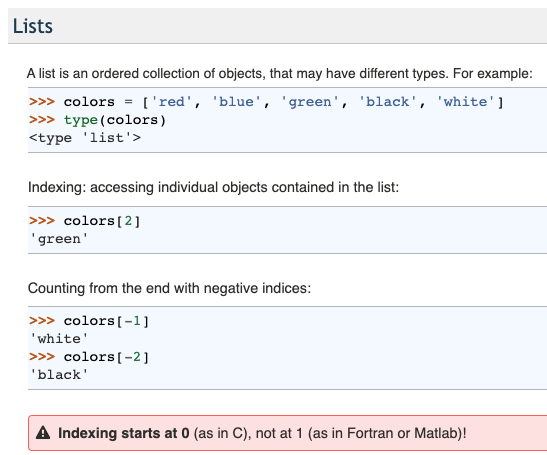 Lists
A list is an ordered collection of objects, that may have different types. For example:
>>> colors = ['red', 'blue', 'green', 'black', 'white']
>>> type(colors)
<type 'list'>
Indexing: accessing individual objects contained in the list:
>>> colors[2]
'green'
Counting from the end with negative indices:
>>> colors[-1]
'white'
>>> colors[-2]
'black'
Indexing starts at 0 (as in C), not at 1 (as in Fortran or Matlab)!